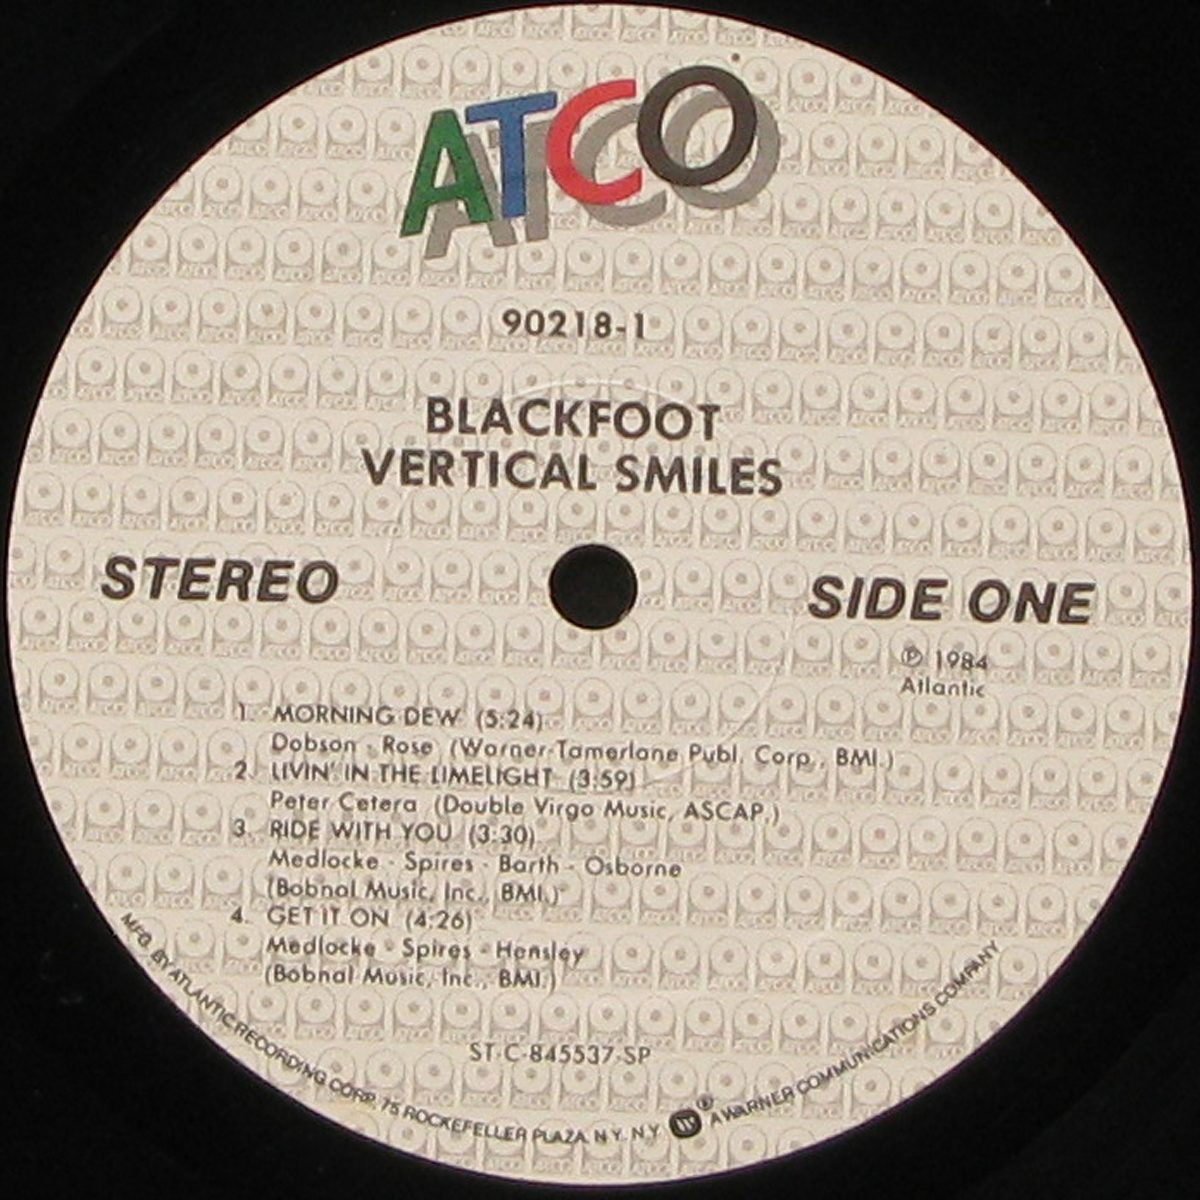 ATCO
90218-1
BLACKFOOT
VERTICAL SMILES
STEREO
SIDE ONE
℗ 1984
Atlantic
1. MORNING DEW (5:24)
Dobson - Rose (Warner-Tamerlane Publ. Corp., BMI.)
2. LIVIN' IN THE LIMELIGHT (3:59)
Peter Cetera (Double Virgo Music, ASCAP.)
3. RIDE WITH YOU (3:30)
Medlocke - Spires - Barth - Osborne
(Bobnal Music, Inc., BMI.)
4. GET IT ON (4:26)
Medlocke - Spires - Hensley
(Bobnal Music, Inc., BMI.)
ST-C-845537-SP
MFG. BY ATLANTIC RECORDING CORP. 75 ROCKEFELLER PLAZA N.Y. N.Y. ® A WARNER COMMUNICATIONS COMPANY